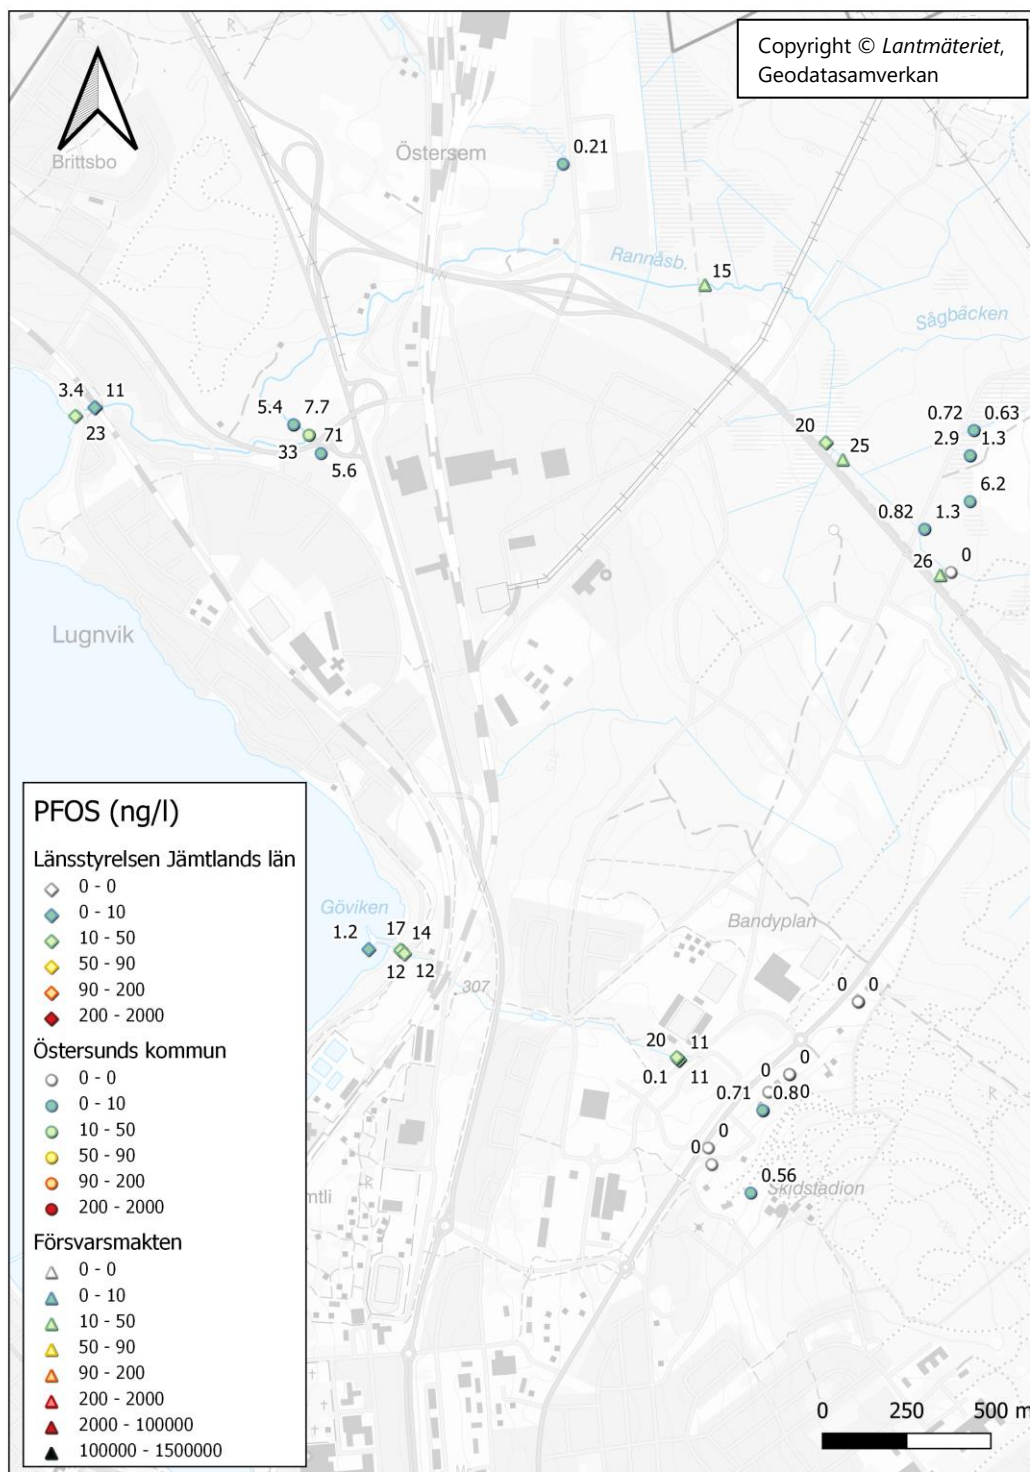 Copyright © Lantmäteriet,
Geodatasamverkan
Brittsbo
Östersem
0.21
Rannåsb.
15
Sågbäcken
3.4 11
23
5.4 7.7
33 71
5.6
20
25
0.72 0.63
2.9 1.3
6.2
0.82 1.3
26 0
Lugnvik
PFOS (ng/l)
Länsstyrelsen Jämtlands län
0 - 0
0 - 10
10 - 50
50 - 90
90 - 200
200 - 2000
Östersunds kommun
0 - 0
0 - 10
10 - 50
50 - 90
90 - 200
200 - 2000
Försvarsmakten
0 - 0
0 - 10
10 - 50
50 - 90
90 - 200
200 - 2000
2000 - 100000
100000 - 1500000
Göviken
1.2 17 14
12 12
307
Bandyplan
0 0
20 11
0.1 11
0 0
0.71 0.8 0
0 0
0.56
Skidstadion
mtli
0 250 500 m